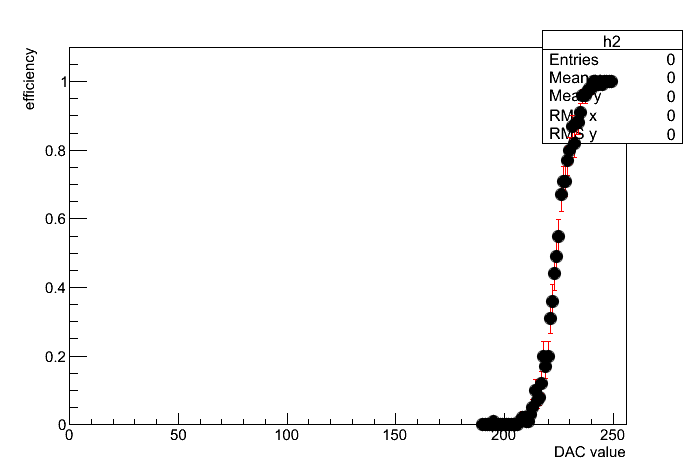 h2
Entries 0
Mean x 0
Mean y 0
RMS x 0
RMS y 0
efficiency
1
0.8
0.6
0.4
0.2
0
0 50 100 150 200 250
DAC value